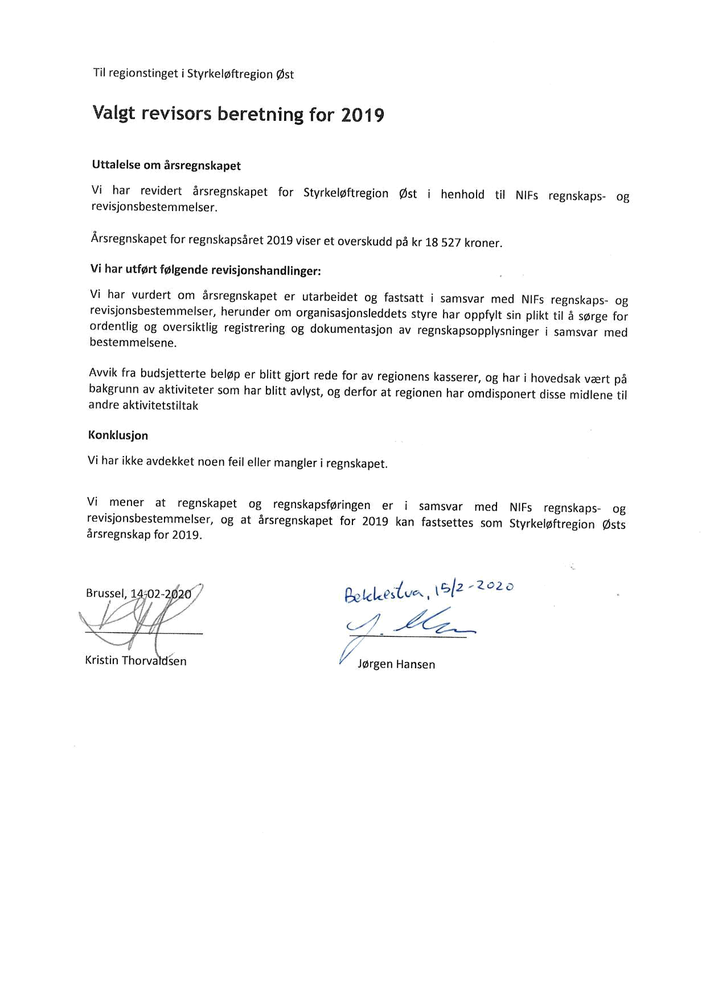 Til regionstinget i Styrkeløftregion Øst
Valgt revisors beretning for 2019
Uttalelse om årsregnskapet
Vi har revidert årsregnskapet for Styrkeløftregion Øst i henhold til NIFs regnskaps- og
revisjonsbestemmelser.
Årsregnskapet for regnskapsåret 2019 viser et overskudd på kr 18 527 kroner.
Vi har utført følgende revisjonshandlinger:
Vi har vurdert om årsregnskapet er utarbeidet og fastsatt i samsvar med NIFs regnskaps- og
revisjonsbestemmelser, herunder om organisasjonsleddets styre har oppfylt sin plikt til å sørge for
ordentlig og oversiktlig registrering og dokumentasjon av regnskapsopplysninger i samsvar med
bestemmelsene.
Avvik fra budsjetterte beløp er blitt gjort rede for av regionens kasserer, og har i hovedsak vært på
bakgrunn av aktiviteter som har blitt avlyst, og derfor at regionen har omdisponert disse midlene til
andre aktivitetstiltak
Konklusjon
Vi har ikke avdekket noen feil eller mangler i regnskapet.
Vi mener at regnskapet og regnskapsføringen er i samsvar med NIFs regnskaps- og
revisjonsbestemmelser, og at årsregnskapet for 2019 kan fastsettes som Styrkeløftregion Østs
årsregnskap for 2019.
Brussel, 14-02-2020
Bekkestua, 15/2-2020
Kristin Thorvaldsen
Jørgen Hansen